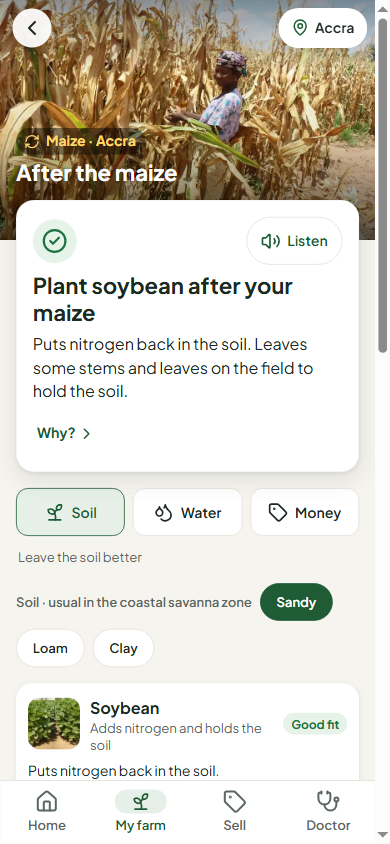 Accra
Maize · Accra
After the maize
Listen
Plant soybean after your
maize
Puts nitrogen back in the soil. Leaves
some stems and leaves on the field to
hold the soil.
Why?
Soil
Water
Money
Leave the soil better
Soil · usual in the coastal savanna zone
Sandy
Loam
Clay
Soybean
Adds nitrogen and holds the
soil
Good fit
Puts nitrogen back in the soil.
Home
My farm
Sell
Doctor